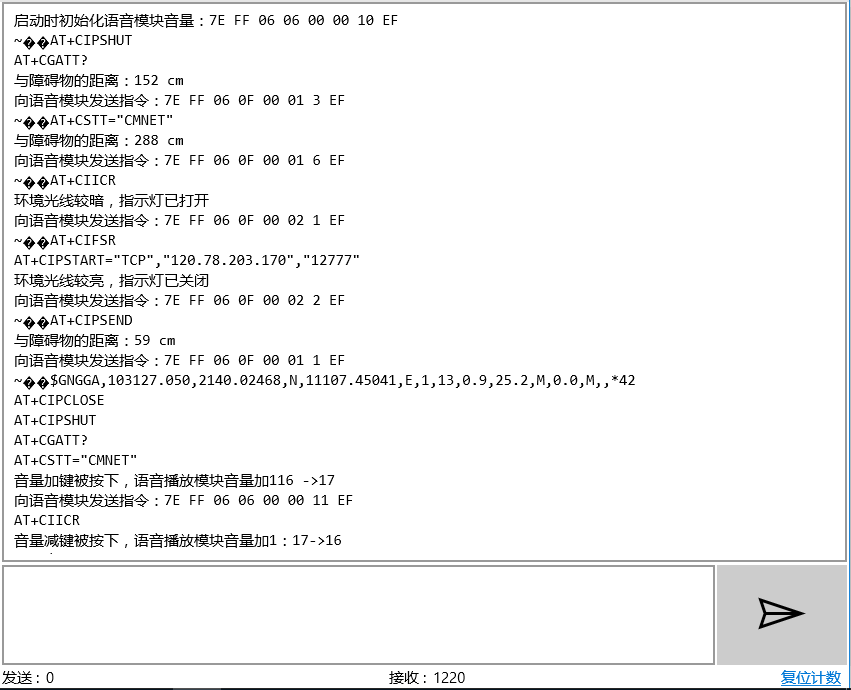 启动时初始化语音模块音量：7E FF 06 06 00 00 10 EF
~��AT+CIPSHUT
AT+CGATT?
与障碍物的距离：152 cm
向语音模块发送指令：7E FF 06 0F 00 01 3 EF
~��AT+CSTT="CMNET"
与障碍物的距离：288 cm
向语音模块发送指令：7E FF 06 0F 00 01 6 EF
~��AT+CIICR
环境光线较暗，指示灯已打开
向语音模块发送指令：7E FF 06 0F 00 02 1 EF
~��AT+CIFSR
AT+CIPSTART="TCP","120.78.203.170","12777"
环境光线较亮，指示灯已关闭
向语音模块发送指令：7E FF 06 0F 00 02 2 EF
~��AT+CIPSEND
与障碍物的距离：59 cm
向语音模块发送指令：7E FF 06 0F 00 01 1 EF
~��$GNGGA,103127.050,2140.02468,N,11107.45041,E,1,13,0.9,25.2,M,0.0,M,,*42
AT+CIPCLOSE
AT+CIPSHUT
AT+CGATT?
AT+CSTT="CMNET"
音量加键被按下，语音播放模块音量加116 ->17
向语音模块发送指令：7E FF 06 06 00 00 11 EF
AT+CIICR
音量减键被按下，语音播放模块音量加1：17->16
发送：0
接收：1220
复位计数